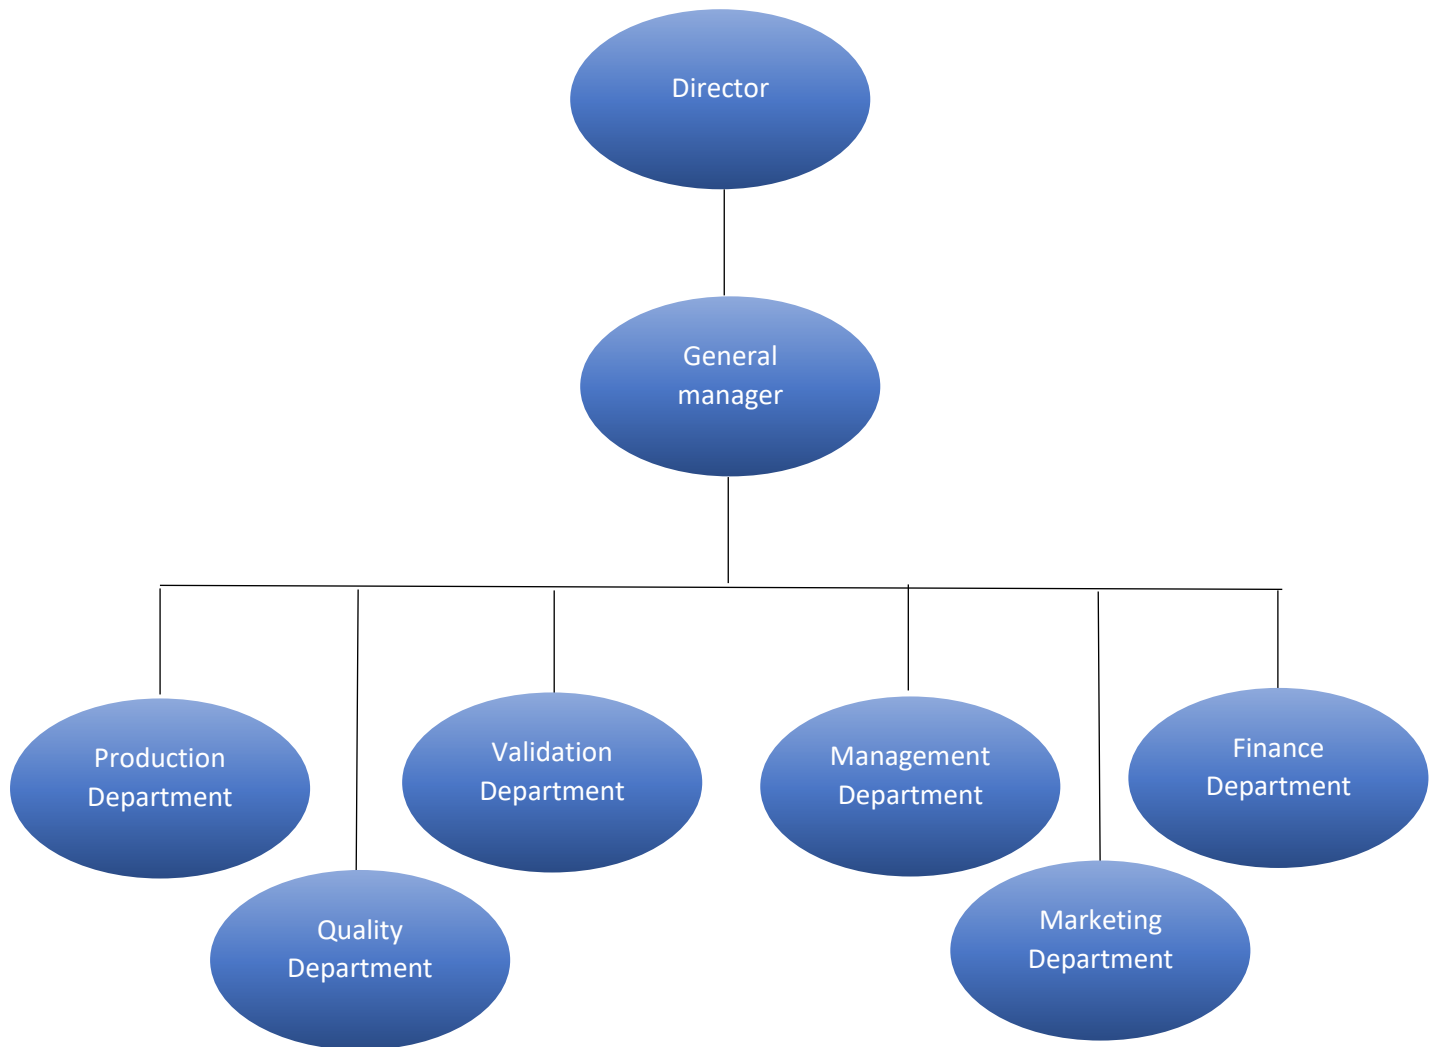 Director
General
manager
Production
Department
Quality
Department
Validation
Department
Management
Department
Marketing
Department
Finance
Department